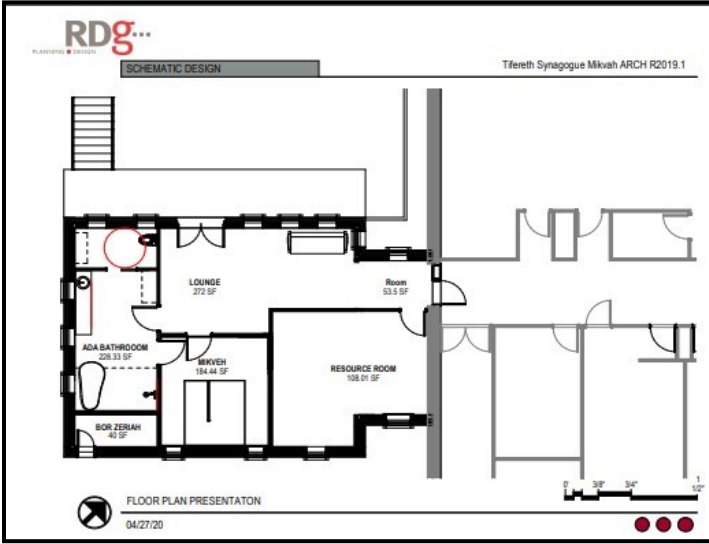 RDg...
PLANNING ■ DESIGN
SCHEMATIC DESIGN
Tifereth Synagogue Mikvah ARCH R2019.1
LOUNGE
272 SF
Room
53.5 SF
ADA BATHROOOM
228.33 SF
MIKVEH
184.44 SF
RESOURCE ROOM
108.01 SF
BOR ZERIAH
40 SF
0' 3/8" 3/4" 1
1/2"
FLOOR PLAN PRESENTATON
04/27/20